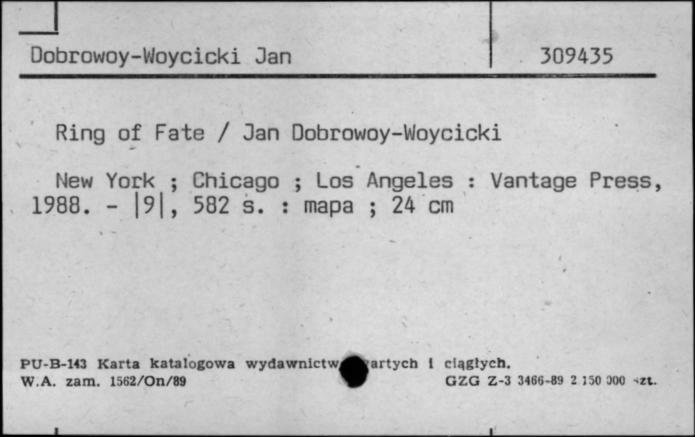 Dobrowoy-Woycicki Jan 309435
Ring of Fate / Jan Dobrowoy-Woycicki
New York ; Chicago ; Los Angeles : Vantage Press,
1988. - |9|, 582 s. : mapa ; 24 cm
PU-B-143 Karta katalogowa wydawnictw artych i ciągłych.
W.A. zam. 1562/On/89 GZG Z-3 3466-89 2 150 000 szt.